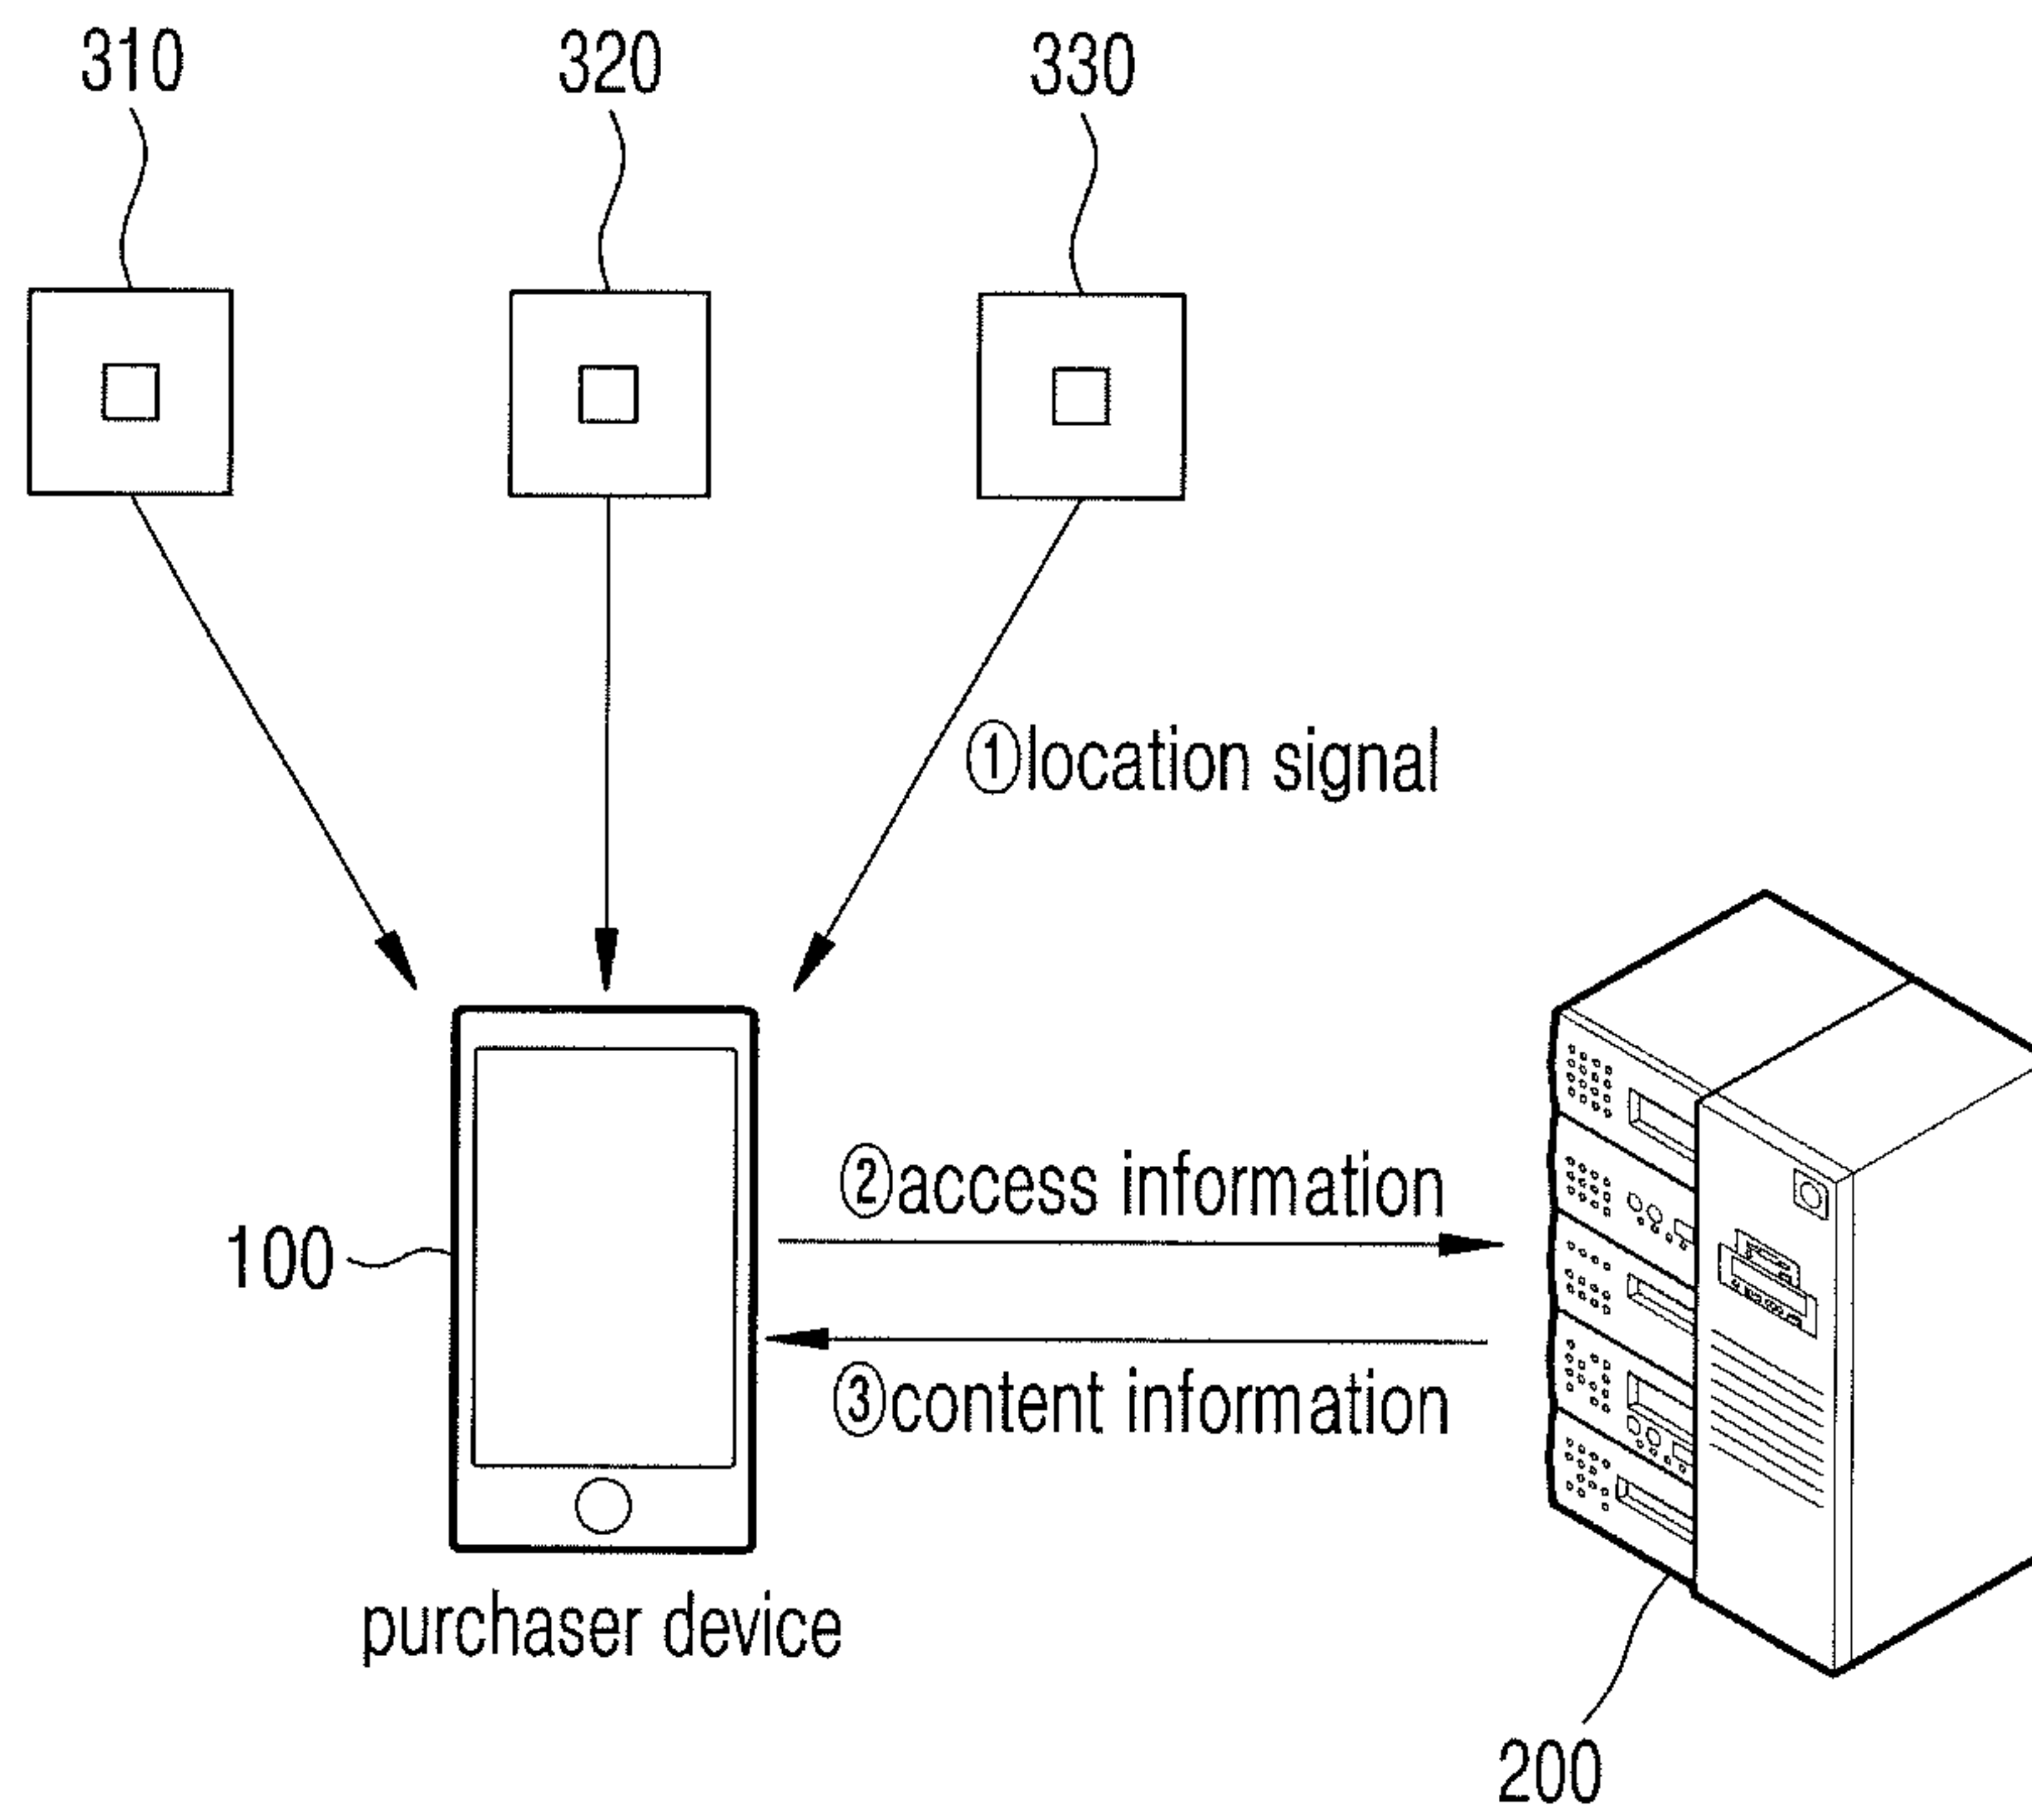 310 320 330
①location signal
②access information
100
③content information
purchaser device
200